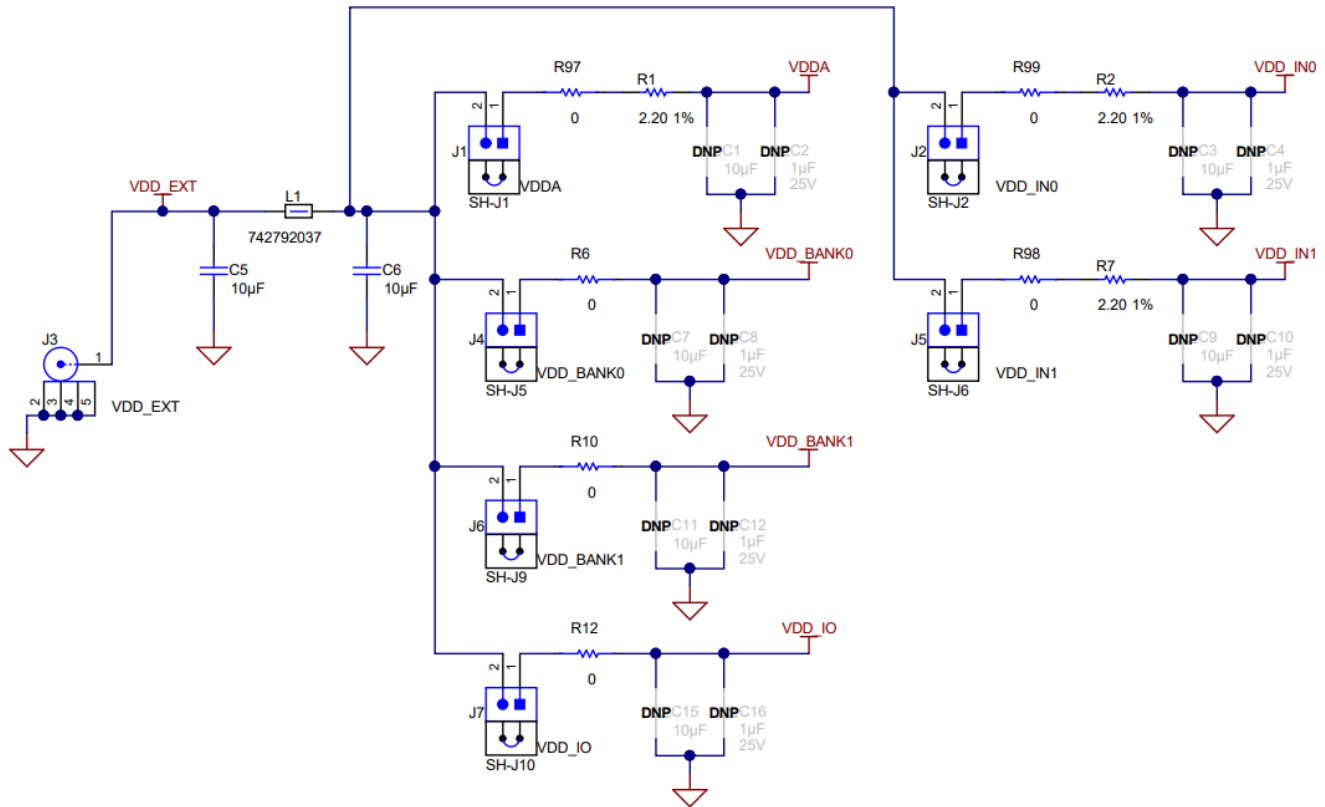 R97
R1
VDDA
2
1
0
2.20 1%
J1
DNP
C1
10µF
DNP
C2
1µF
25V
VDDA
SH-J1
R99
R2
VDD_IN0
2
1
0
2.20 1%
J2
DNP
C3
10µF
DNP
C4
1µF
25V
VDD_IN0
SH-J2
VDD_EXT
L1
742792037
C5
10µF
C6
10µF
J3
1
2
3
4
5
VDD_EXT
R6
VDD_BANK0
2
1
0
J4
DNP
C7
10µF
DNP
C8
1µF
25V
VDD_BANK0
SH-J5
R98
R7
VDD_IN1
2
1
0
2.20 1%
J5
DNP
C9
10µF
DNP
C10
1µF
25V
VDD_IN1
SH-J6
R10
VDD_BANK1
2
1
0
J6
DNP
C11
10µF
DNP
C12
1µF
25V
VDD_BANK1
SH-J9
R12
VDD_IO
2
1
0
J7
DNP
C15
10µF
DNP
C16
1µF
25V
VDD_IO
SH-J10